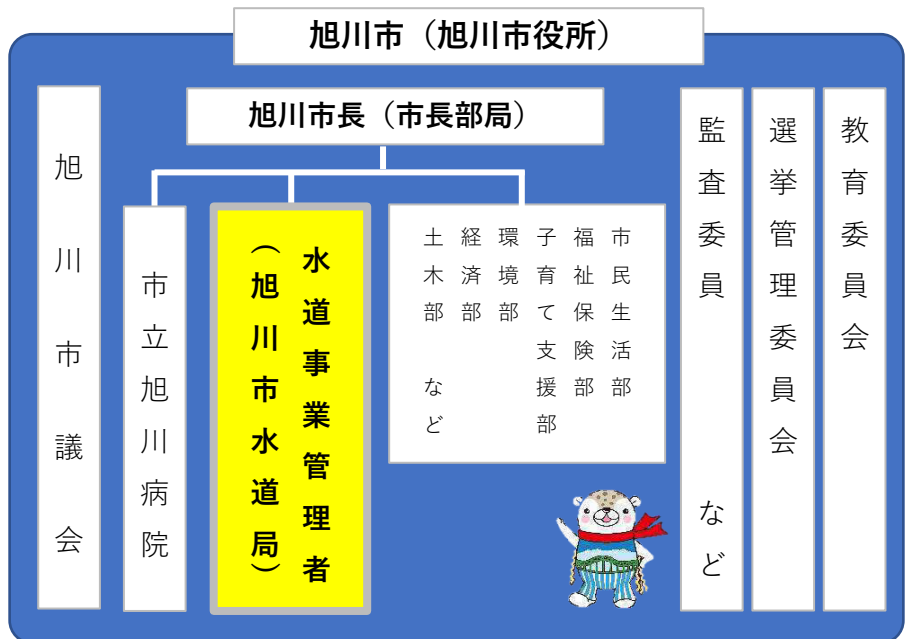 旭川市（旭川市役所）
旭川市長（市長部局）
教育委員会
選挙管理委員会
監査委員　など
市民生活部
福祉保険部
子育て支援部
環境部
経済部
土木部　など
水道事業管理者
（旭川市水道局）
市立旭川病院
旭川市議会